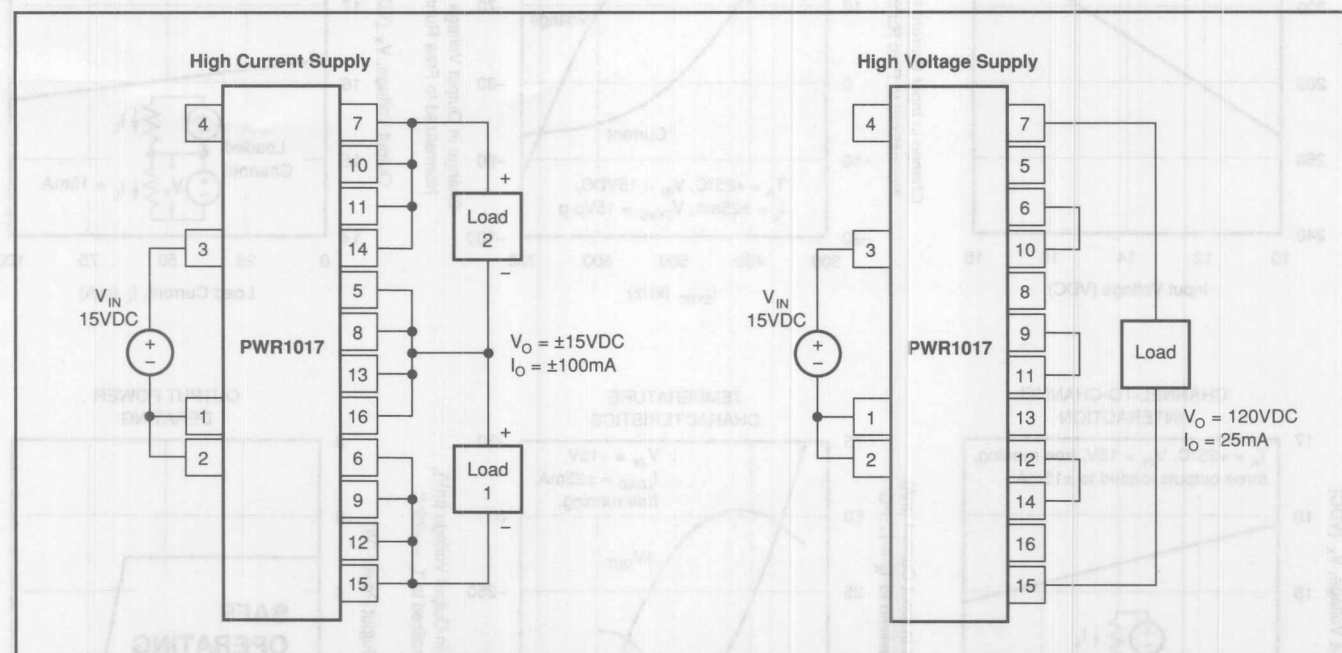 High Current Supply
4
3
1
2
PWR1017
7
10
11
14
5
8
13
16
6
9
12
15
V_IN
15VDC
+
−
+
Load
2
−
V_O = ±15VDC
I_O = ±100mA
+
Load
1
−
High Voltage Supply
4
3
1
2
PWR1017
7
5
6
10
8
9
11
13
12
14
16
15
V_IN
15VDC
+
−
Load
V_O = 120VDC
I_O = 25mA